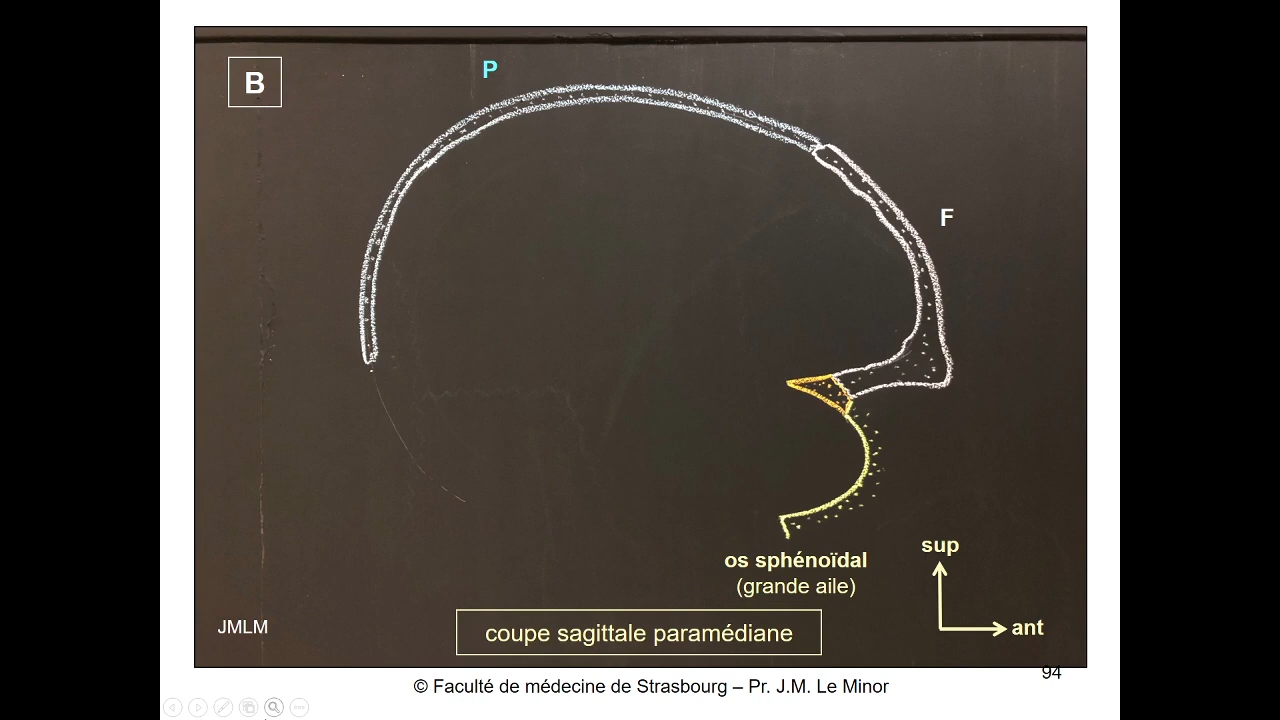 B
P
F
os sphénoïdal
(grande aile)
sup
ant
JMLM
coupe sagittale paramédiane
94
© Faculté de médecine de Strasbourg – Pr. J.M. Le Minor